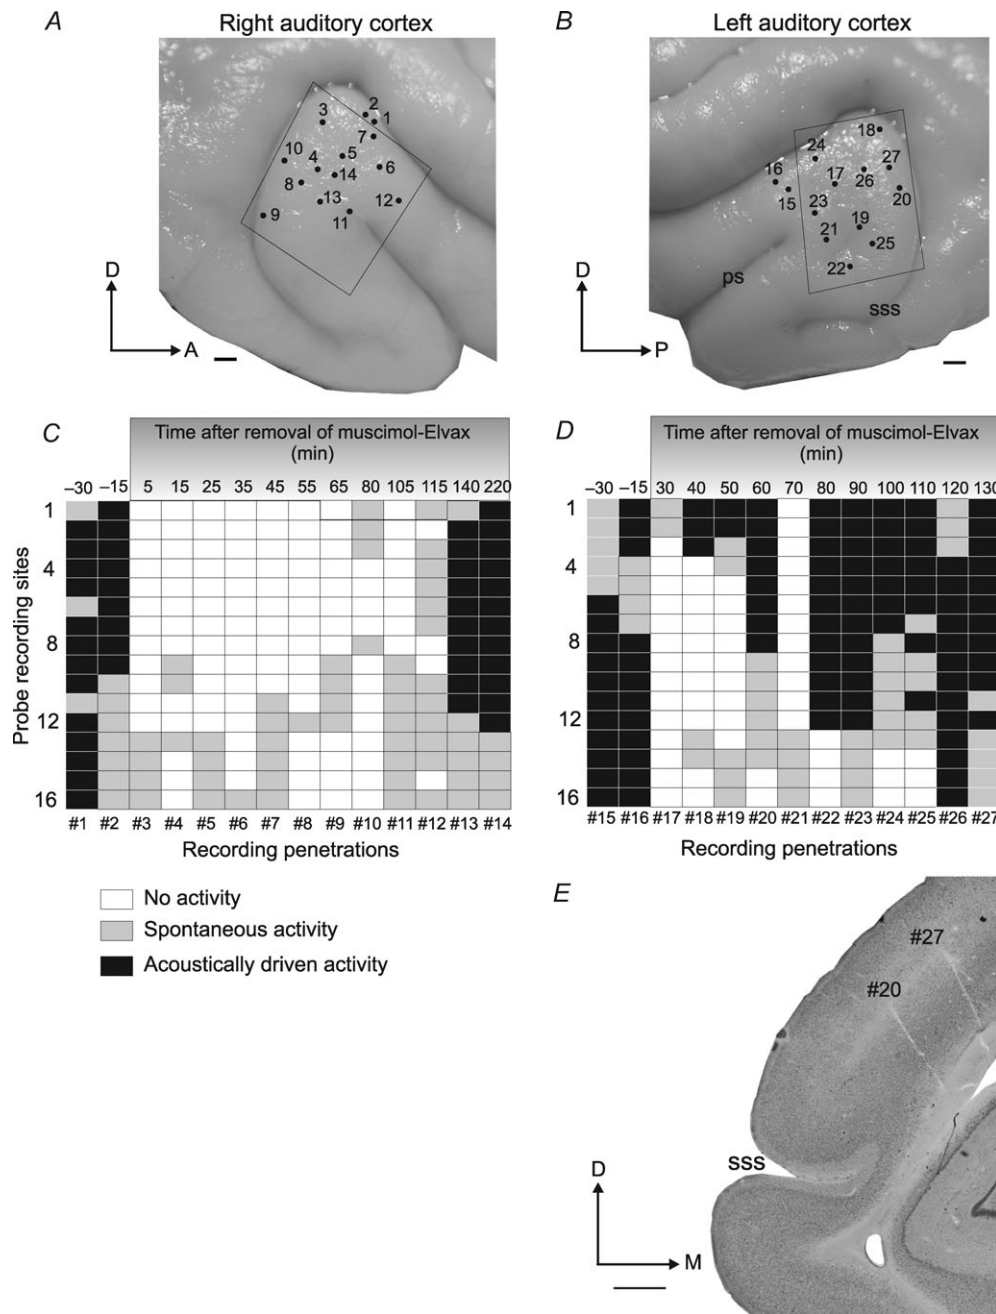 A
Right auditory cortex
2
3
1
7
10
5
4
6
14
8
13
12
9
11
D
A
B
Left auditory cortex
18
24
16
27
17
26
15
20
23
19
21
25
22
ps
sss
D
P
C
Time after removal of muscimol-Elvax
(min)
–30 –15 5 15 25 35 45 55 65 80 105 115 140 220
Probe recording sites
1
4
8
12
16
#1 #2 #3 #4 #5 #6 #7 #8 #9 #10 #11 #12 #13 #14
Recording penetrations
No activity
Spontaneous activity
Acoustically driven activity
D
Time after removal of muscimol-Elvax
(min)
–30 –15 30 40 50 60 70 80 90 100 110 120 130
1
4
8
12
16
#15 #16 #17 #18 #19 #20 #21 #22 #23 #24 #25 #26 #27
Recording penetrations
E
#27
#20
sss
D
M